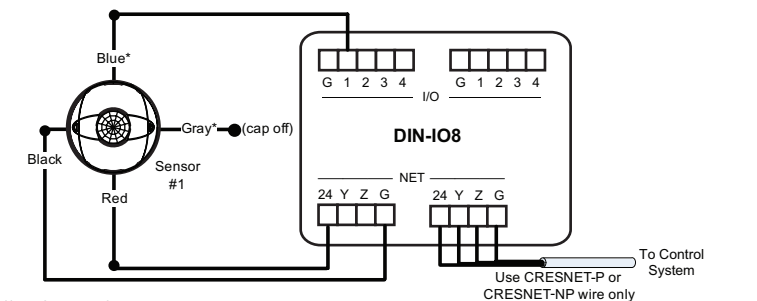 Blue*
G 1 2 3 4
G 1 2 3 4
I/O
Gray*
(cap off)
DIN-IO8
Black
Sensor
#1
Red
NET
24 Y Z G
24 Y Z G
To Control
System
Use CRESNET-P or
CRESNET-NP wire only